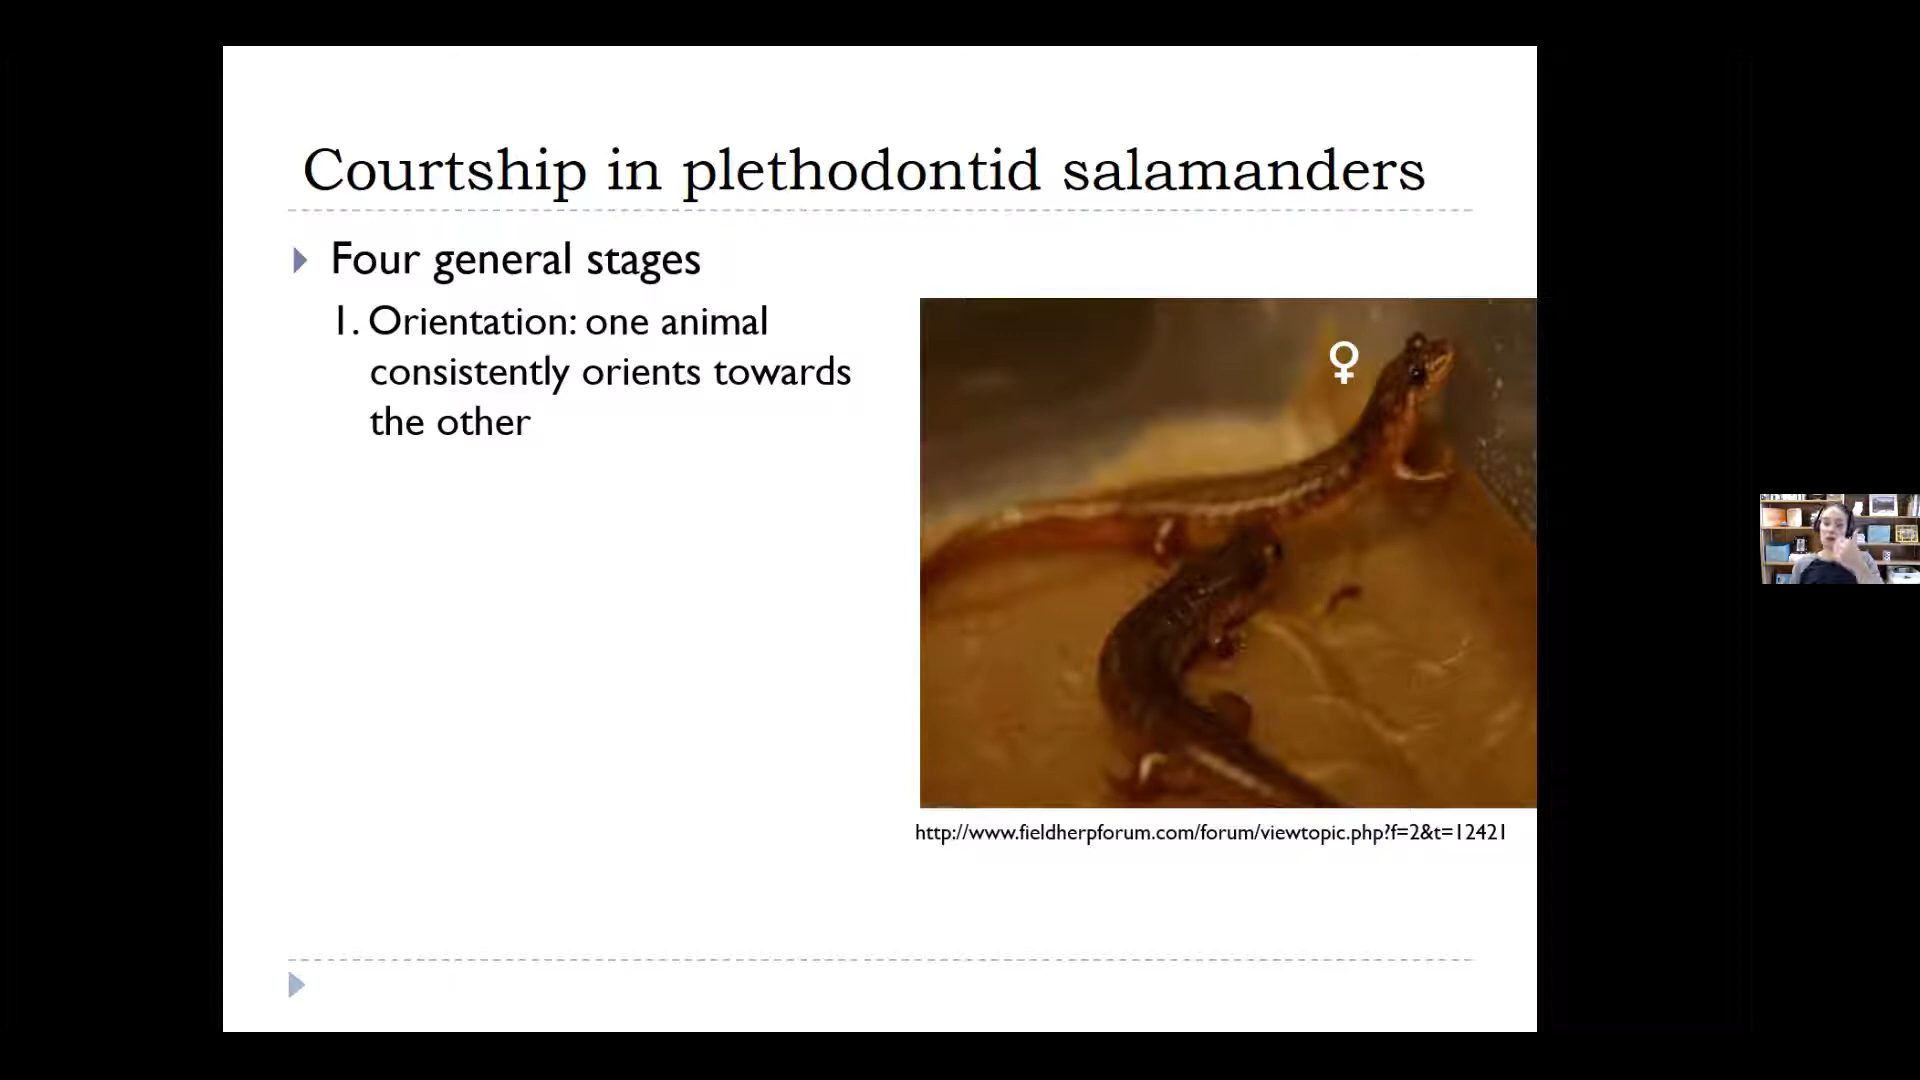 Courtship in plethodontid salamanders
Four general stages
1. Orientation: one animal
consistently orients towards
the other
♀
http://www.fieldherpforum.com/forum/viewtopic.php?f=2&t=12421